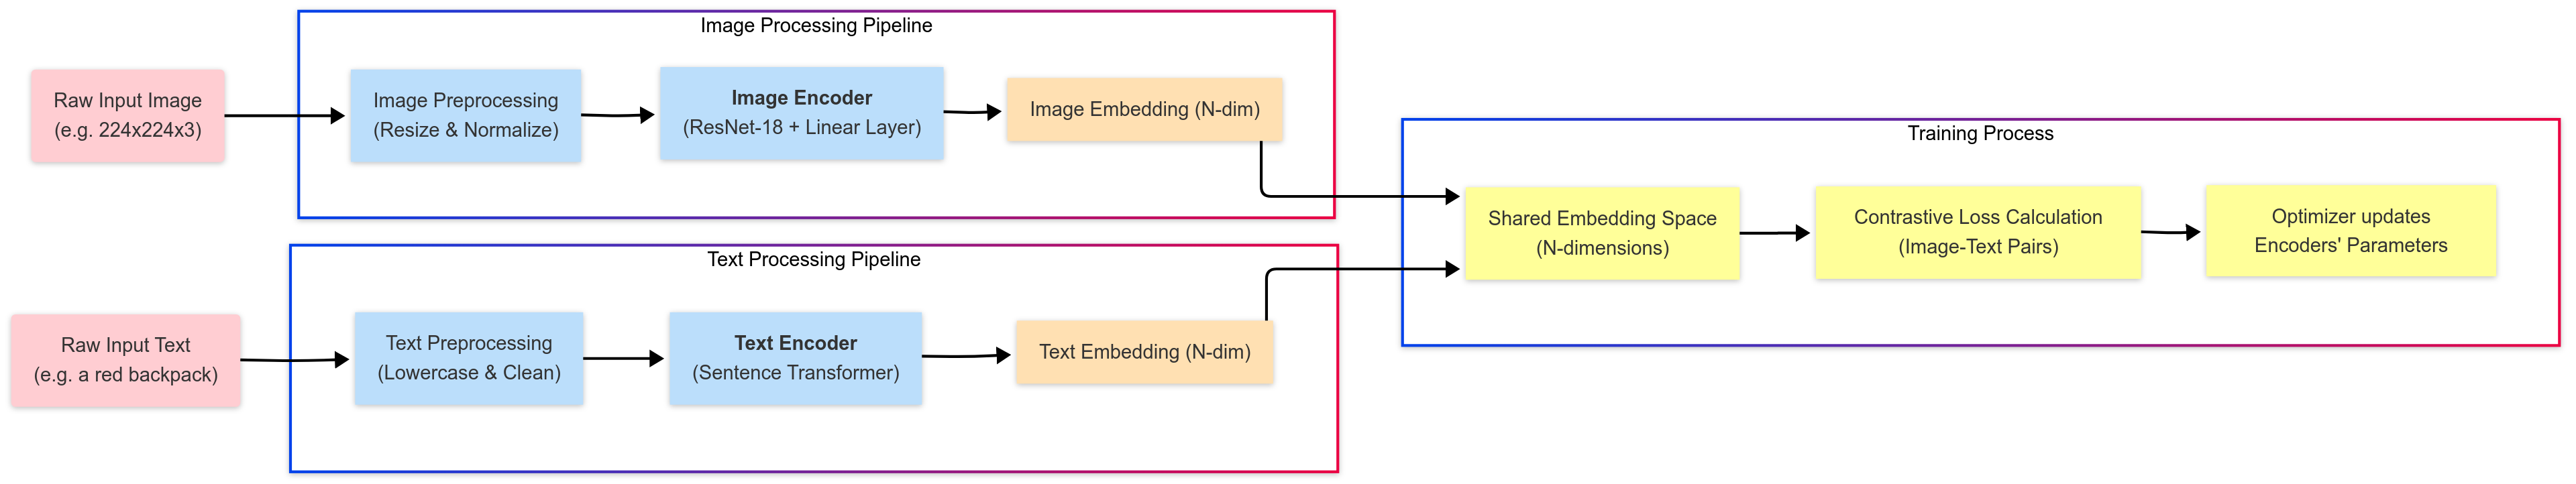 Image Processing Pipeline
Raw Input Image
(e.g. 224x224x3)
Image Preprocessing
(Resize & Normalize)
Image Encoder
(ResNet-18 + Linear Layer)
Image Embedding (N-dim)
Text Processing Pipeline
Raw Input Text
(e.g. a red backpack)
Text Preprocessing
(Lowercase & Clean)
Text Encoder
(Sentence Transformer)
Text Embedding (N-dim)
Training Process
Shared Embedding Space
(N-dimensions)
Contrastive Loss Calculation
(Image-Text Pairs)
Optimizer updates
Encoders' Parameters